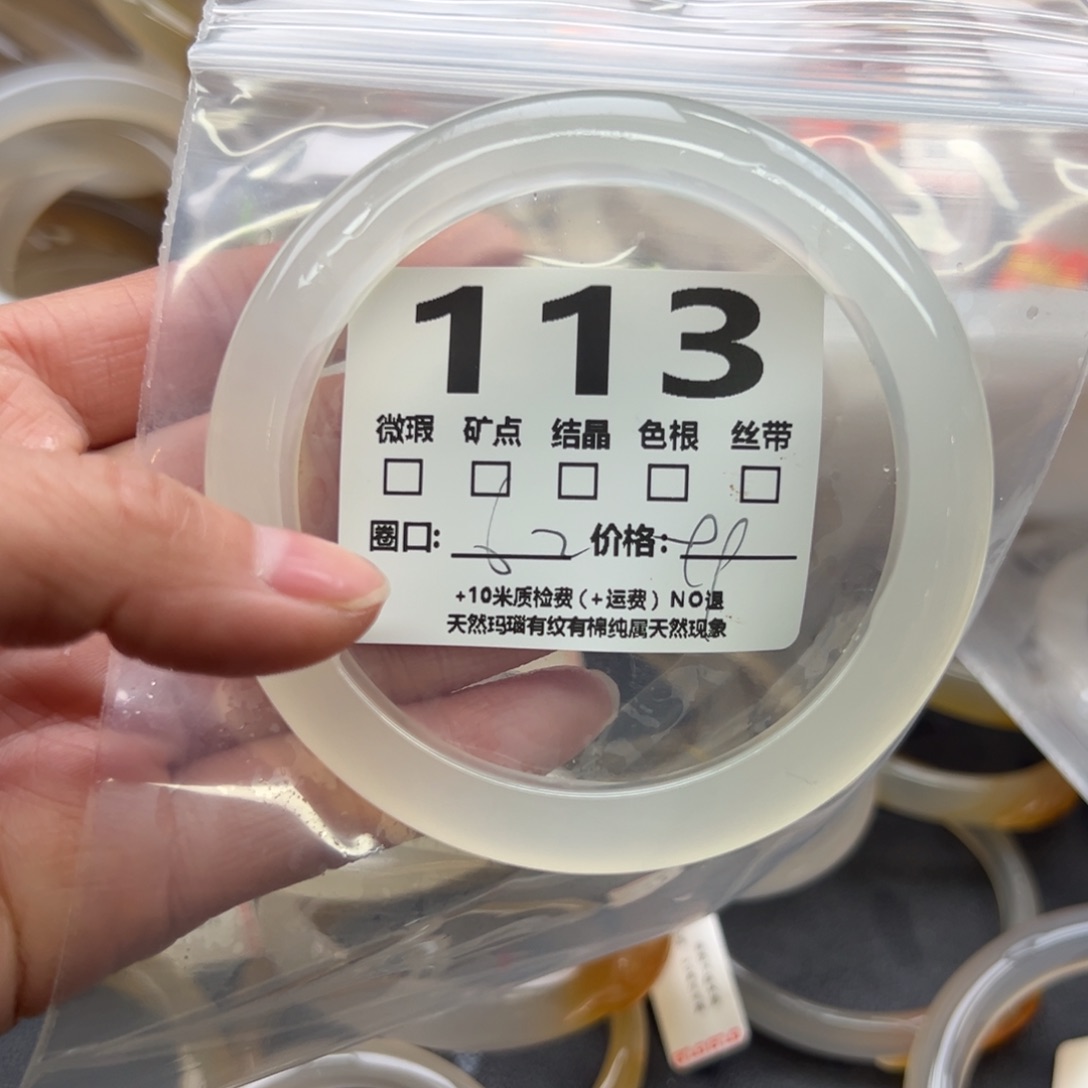 113
微瑕 矿点 结晶 色根 丝带
圈口: 62 价格:
+10米质检费(+运费) NO退
天然玛瑙有纹有棉纯属天然现象